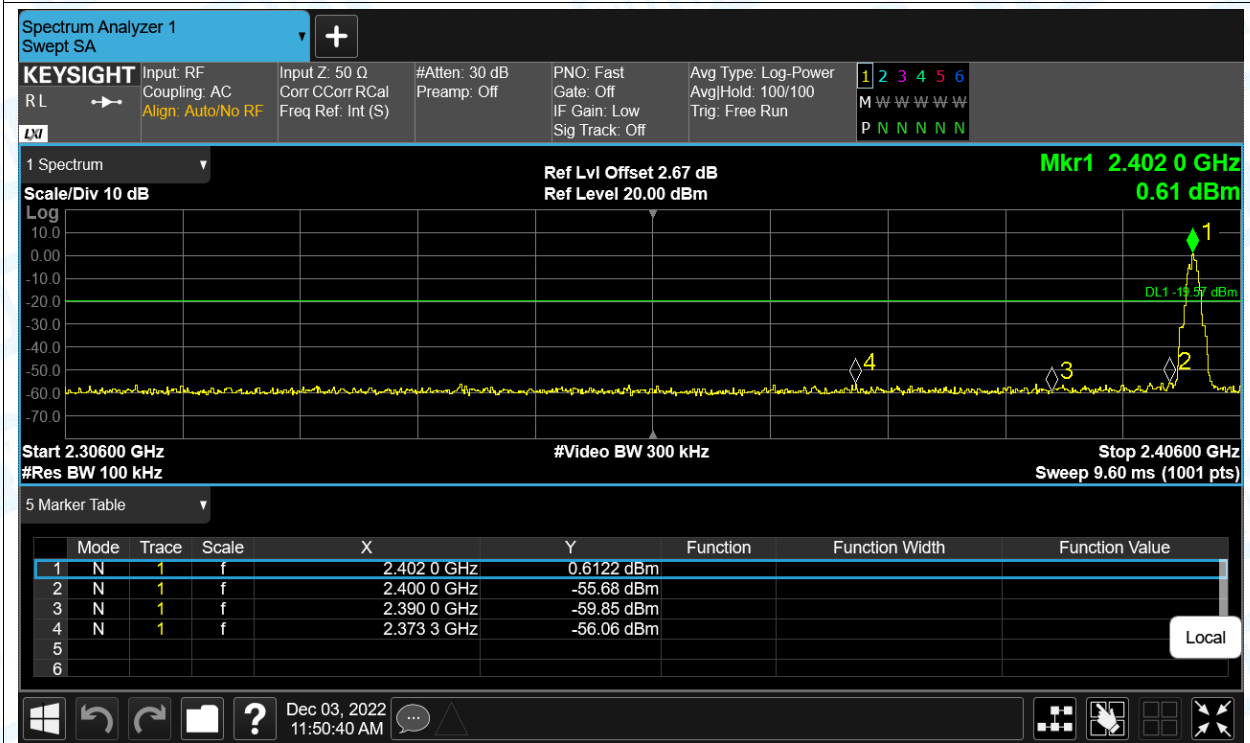 Spectrum Analyzer 1
Swept SA
KEYSIGHT Input: RF Input Z: 50 Ω #Atten: 30 dB PNO: Fast Avg Type: Log-Power 1 2 3 4 5 6
R L Coupling: AC Corr CCorr RCal Preamp: Off Gate: Off Avg|Hold: 100/100 M W W W W W
Align: Auto/No RF Freq Ref: Int (S) IF Gain: Low Trig: Free Run P N N N N N
LXI Sig Track: Off
1 Spectrum Ref Lvl Offset 2.67 dB Mkr1 2.402 0 GHz
Scale/Div 10 dB Ref Level 20.00 dBm 0.61 dBm
Log
10.0 1
0.00
-10.0
DL1 -19.57 dBm
-20.0
-30.0
-40.0
4 3 2
-50.0
-60.0
-70.0
Start 2.30600 GHz #Video BW 300 kHz Stop 2.40600 GHz
#Res BW 100 kHz Sweep 9.60 ms (1001 pts)
5 Marker Table
Mode Trace Scale X Y Function Function Width Function Value
1 N 1 f 2.402 0 GHz 0.6122 dBm
2 N 1 f 2.400 0 GHz -55.68 dBm
3 N 1 f 2.390 0 GHz -59.85 dBm
4 N 1 f 2.373 3 GHz -56.06 dBm
5
6
Local
? Dec 03, 2022
11:50:40 AM